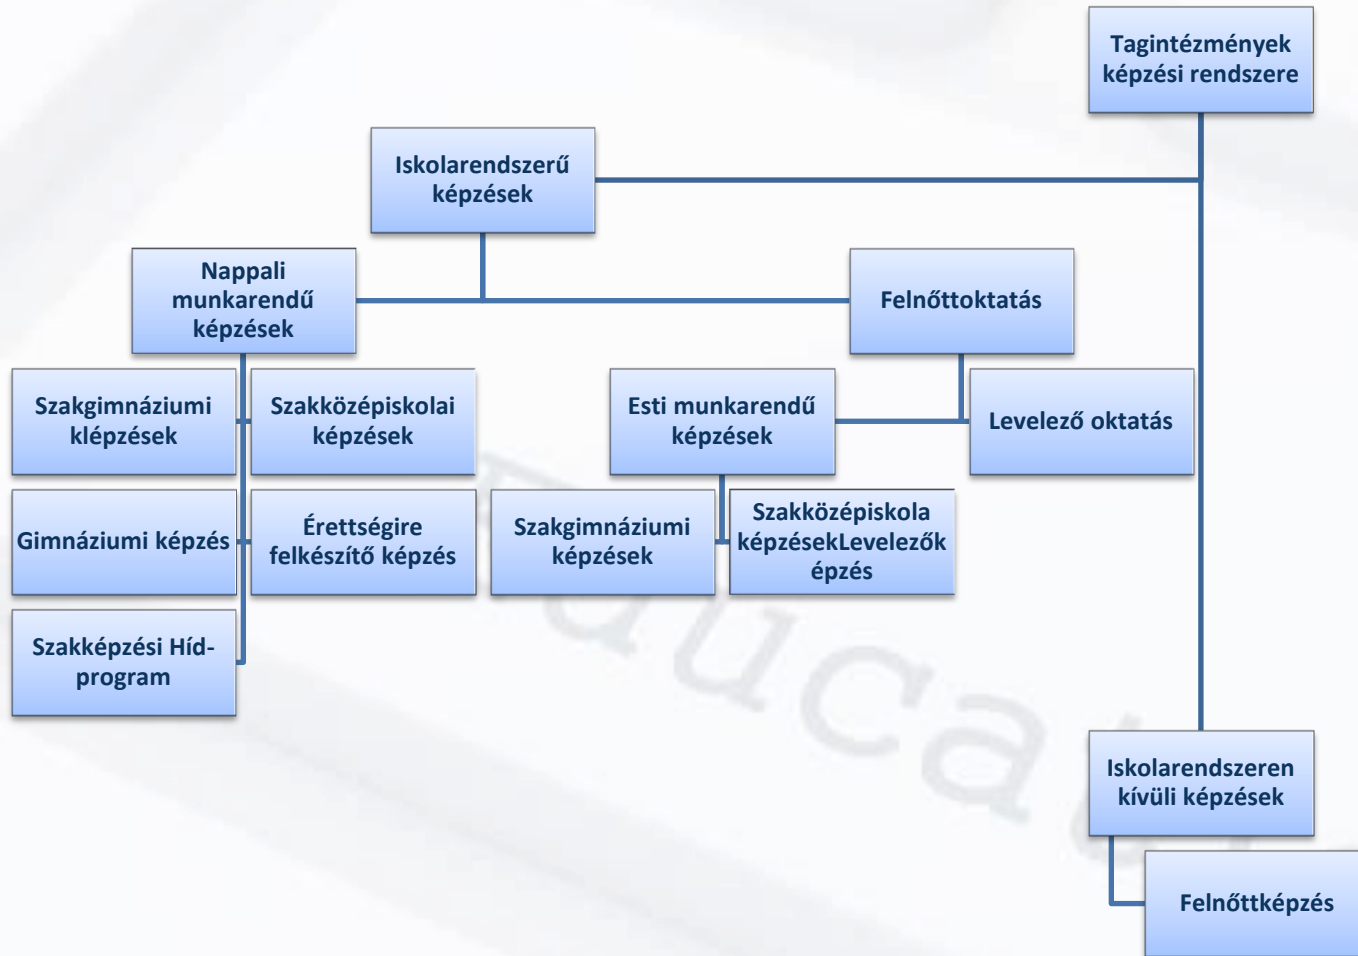 Tagintézmények
képzési rendszere
Iskolarendszerű
képzések
Nappali
munkarendű
képzések
Felnőttoktatás
Szakgimnáziumi
klépzések
Szakközépiskolai
képzések
Esti munkarendű
képzések
Levelező oktatás
Gimnáziumi képzés
Érettségire
felkészítő képzés
Szakgimnáziumi
képzések
Szakközépiskola
képzésekLevelezők
épzés
Szakképzési Híd-
program
Iskolarendszeren
kívüli képzések
Felnőttképzés